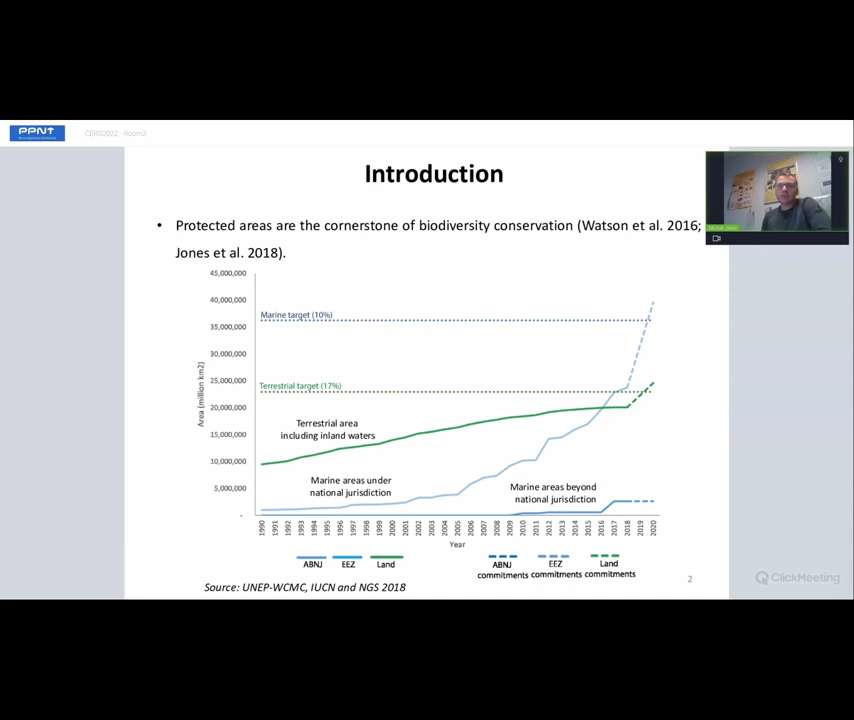 PPNT
CERS2022 - Room3
Introduction
• Protected areas are the cornerstone of biodiversity conservation (Watson et al. 2016;
Jones et al. 2018).
45,000,000
40,000,000
35,000,000
30,000,000
25,000,000
20,000,000
15,000,000
10,000,000
5,000,000
-
Area (million km2)
Marine target (10%)
Terrestrial target (17%)
Terrestrial area
including inland waters
Marine areas under
national jurisdiction
Marine areas beyond
national jurisdiction
1990 1991 1992 1993 1994 1995 1996 1997 1998 1999 2000 2001 2002 2003 2004 2005 2006 2007 2008 2009 2010 2011 2012 2013 2014 2015 2016 2017 2018 2019 2020
Year
ABNJ EEZ Land
ABNJ commitments
EEZ commitments
Land commitments
Source: UNEP-WCMC, IUCN and NGS 2018
2
ClickMeeting